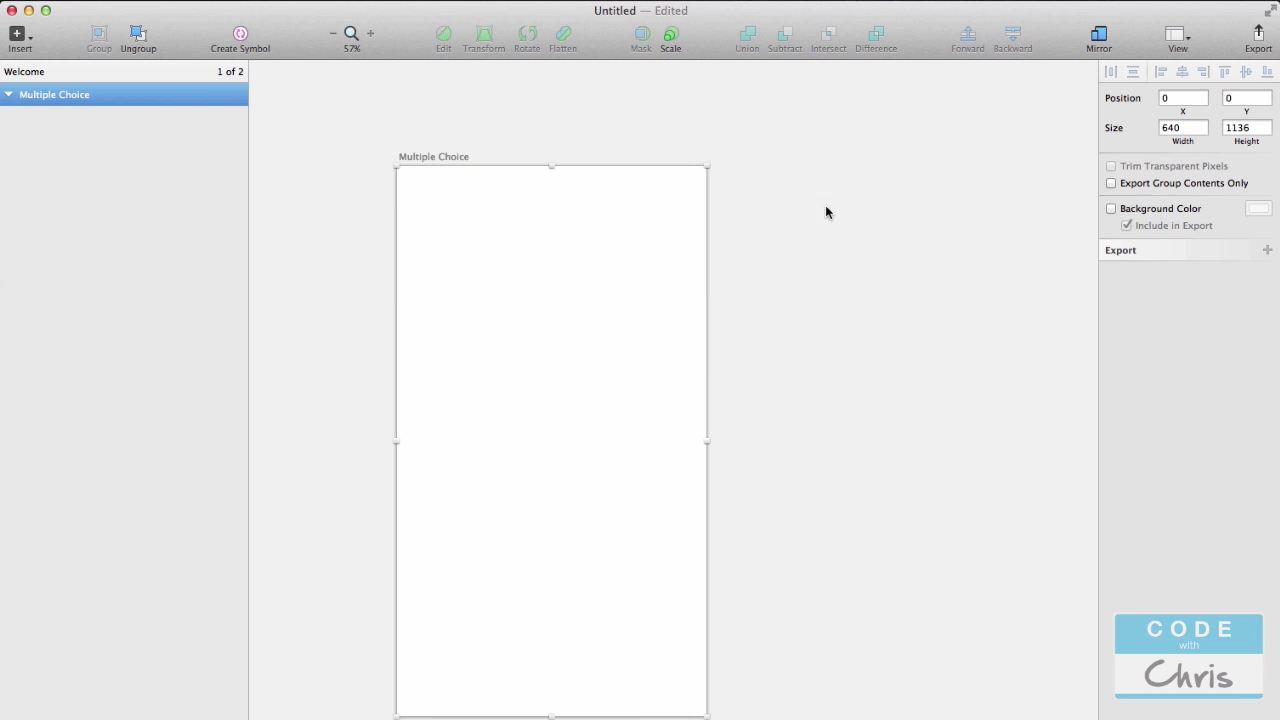 Untitled — Edited
Insert Group Ungroup Create Symbol 57% Edit Transform Rotate Flatten Mask Scale Union Subtract Intersect Difference Forward Backward Mirror View Export
Welcome 1 of 2
Multiple Choice
Multiple Choice
Position 0 0
X Y
Size 640 1136
Width Height
Trim Transparent Pixels
Export Group Contents Only
Background Color
Include in Export
Export
CODE
with
Chris